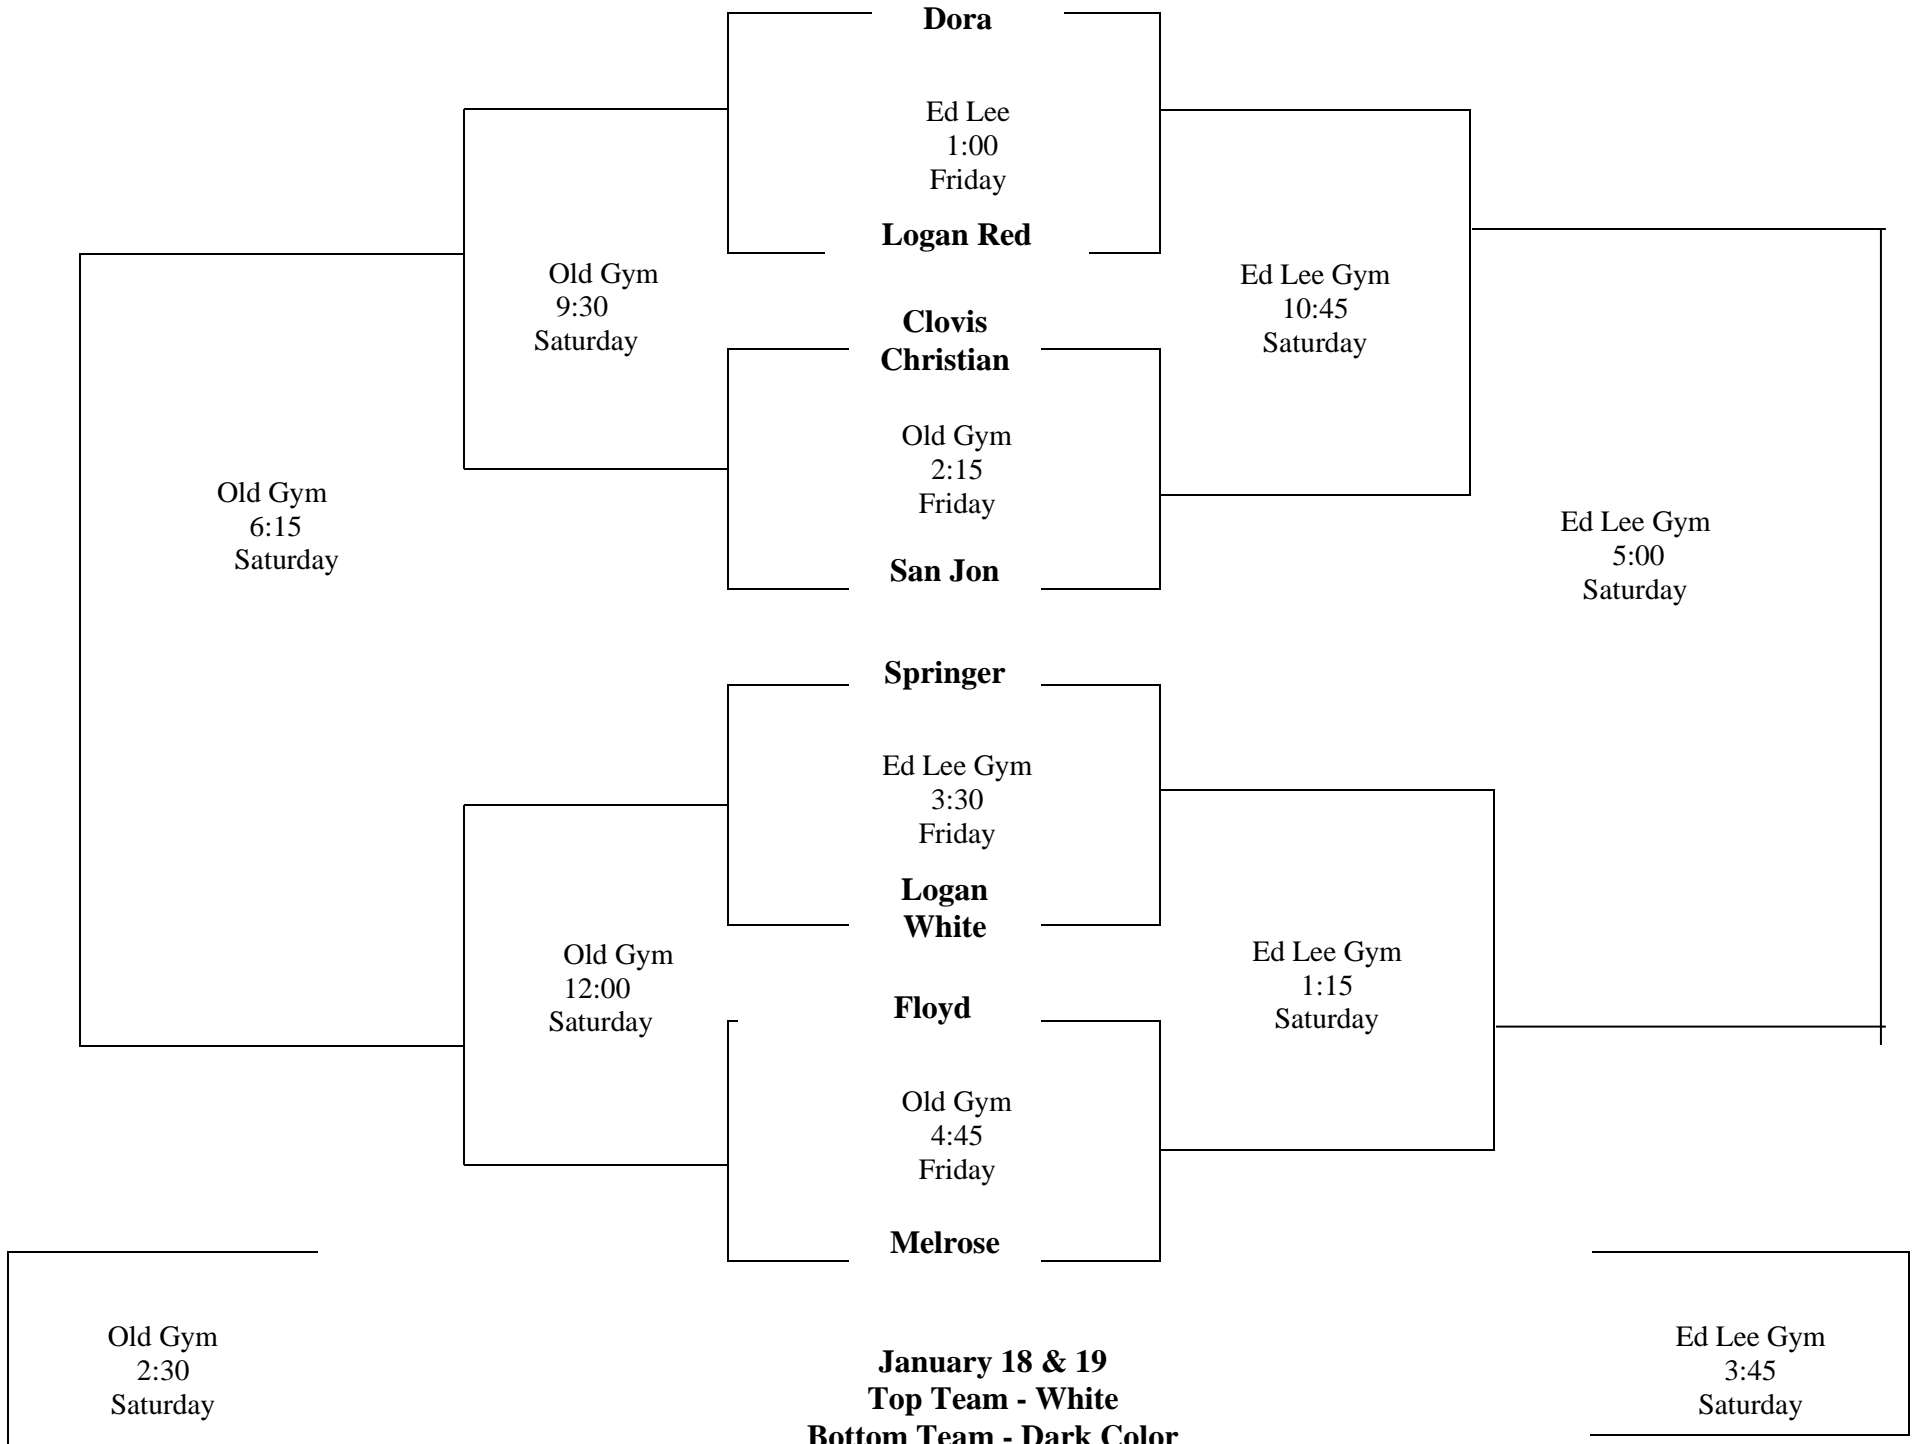 Dora
Ed Lee
1:00
Friday
Logan Red
Old Gym
9:30
Saturday
Ed Lee Gym
10:45
Saturday
Clovis
Christian
Old Gym
2:15
Friday
San Jon
Old Gym
6:15
Saturday
Ed Lee Gym
5:00
Saturday
Springer
Ed Lee Gym
3:30
Friday
Logan
White
Old Gym
12:00
Saturday
Ed Lee Gym
1:15
Saturday
Floyd
Old Gym
4:45
Friday
Melrose
Old Gym
2:30
Saturday
January 18 & 19
Top Team - White
Bottom Team - Dark Color
Ed Lee Gym
3:45
Saturday